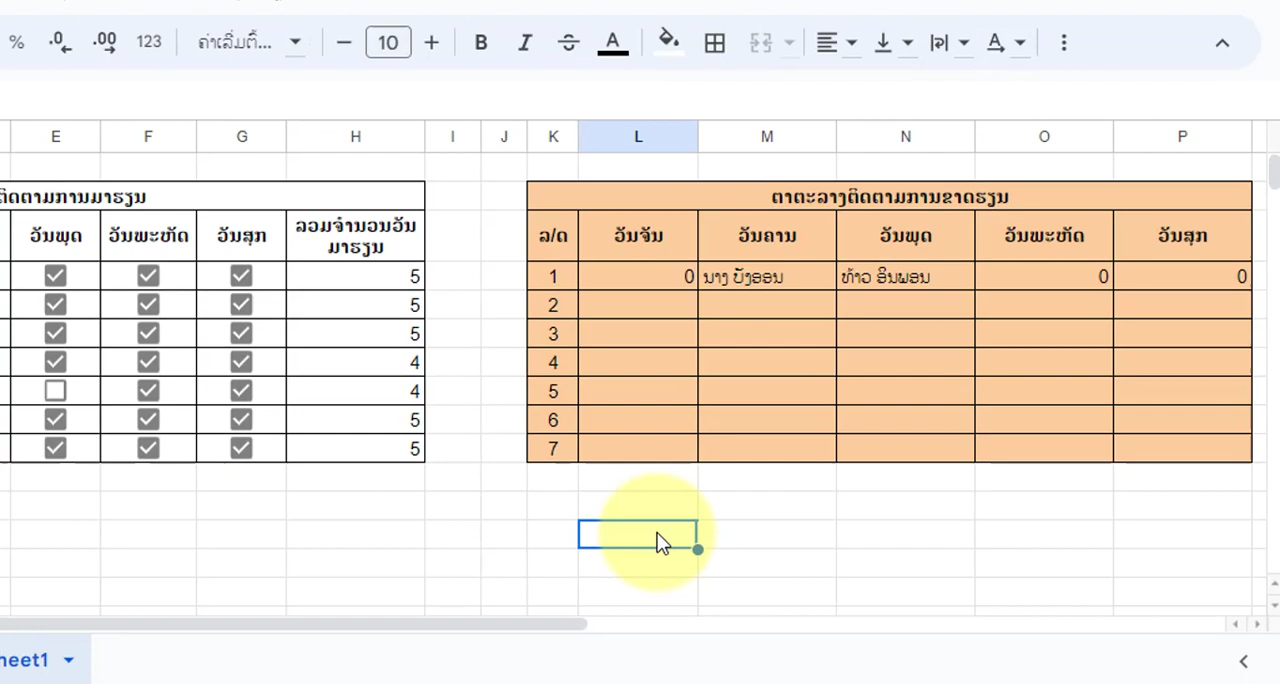 % .0 .00 123 ຄ່າເລີ່ມຕົ້... 10 B I A A
E F G H I J K L M N O P
ຕິດຕາມການມາຮຽນ ຕາຕະລາງຕິດຕາມການຂາດຮຽນ
ວັນພຸດ ວັນພະຫັດ ວັນສຸກ ລວມຈຳນວນວັນ ລ/ດ ວັນຈັນ ວັນຄານ ວັນພຸດ ວັນພະຫັດ ວັນສຸກ
ມາຮຽນ
5 1 0 ນາງ ບັງອອນ ທ້າວ ອິນພອນ 0 0
5 2
5 3
4 4
4 5
5 6
5 7
heet1